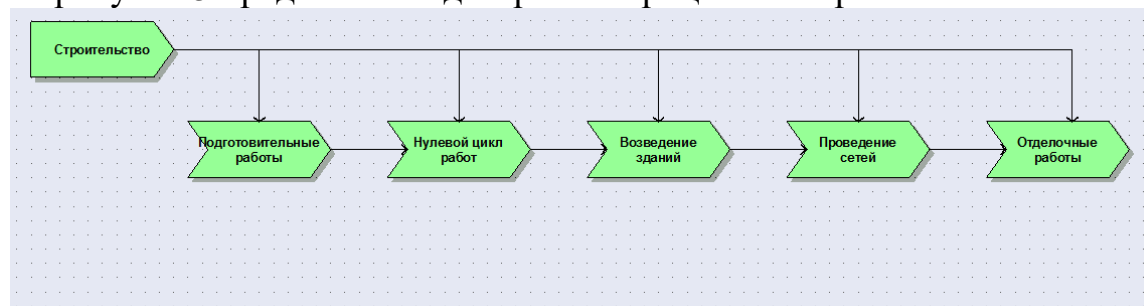 Строительство
Подготовительные
работы
Нулевой цикл
работ
Возведение
зданий
Проведение
сетей
Отделочные
работы